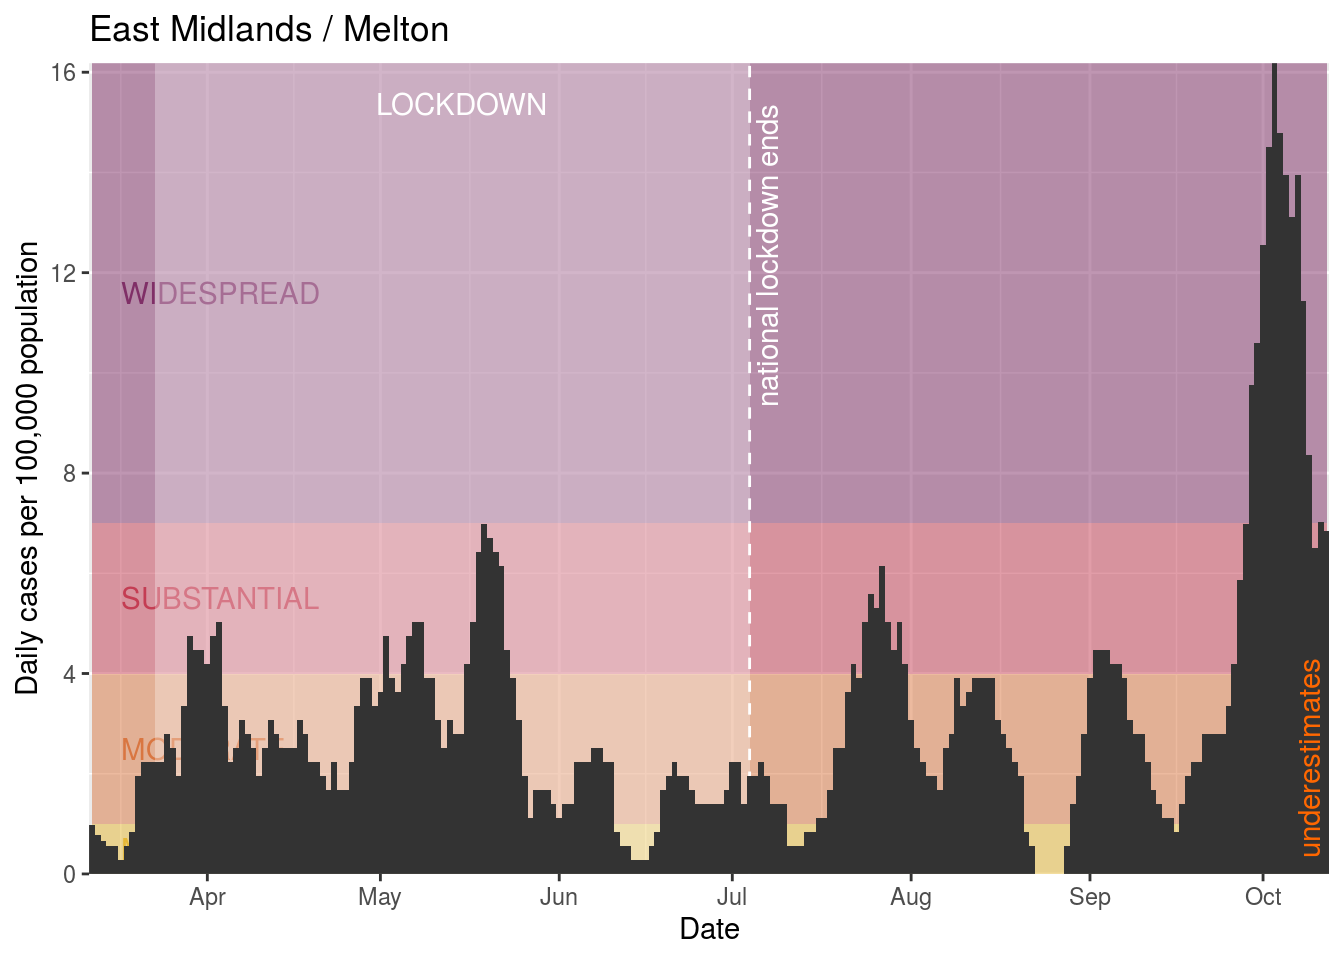 East Midlands / Melton
16
12
8
4
0
Daily cases per 100,000 population
LOCKDOWN
national lockdown ends
WIDESPREAD
SUBSTANTIAL
underestimates
Apr
May
Jun
Jul
Aug
Sep
Oct
Date